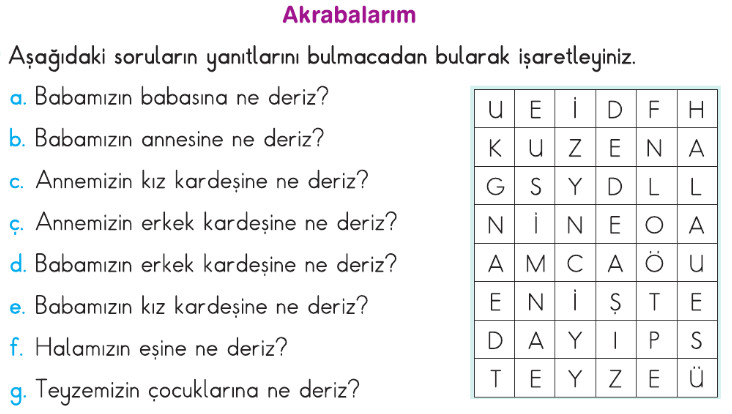 Akrabalarım
Aşağıdaki soruların yanıtlarını bulmacadan bularak işaretleyiniz.
a. Babamızın babasına ne deriz?
b. Babamızın annesine ne deriz?
c. Annemizin kız kardeşine ne deriz?
ç. Annemizin erkek kardeşine ne deriz?
d. Babamızın erkek kardeşine ne deriz?
e. Babamızın kız kardeşine ne deriz?
f. Halamızın eşine ne deriz?
g. Teyzemizin çocuklarına ne deriz?
U E İ D F H
K U Z E N A
G S Y D L L
N İ N E O A
A M C A Ö U
E N İ Ş T E
D A Y I P S
T E Y Z E Ü